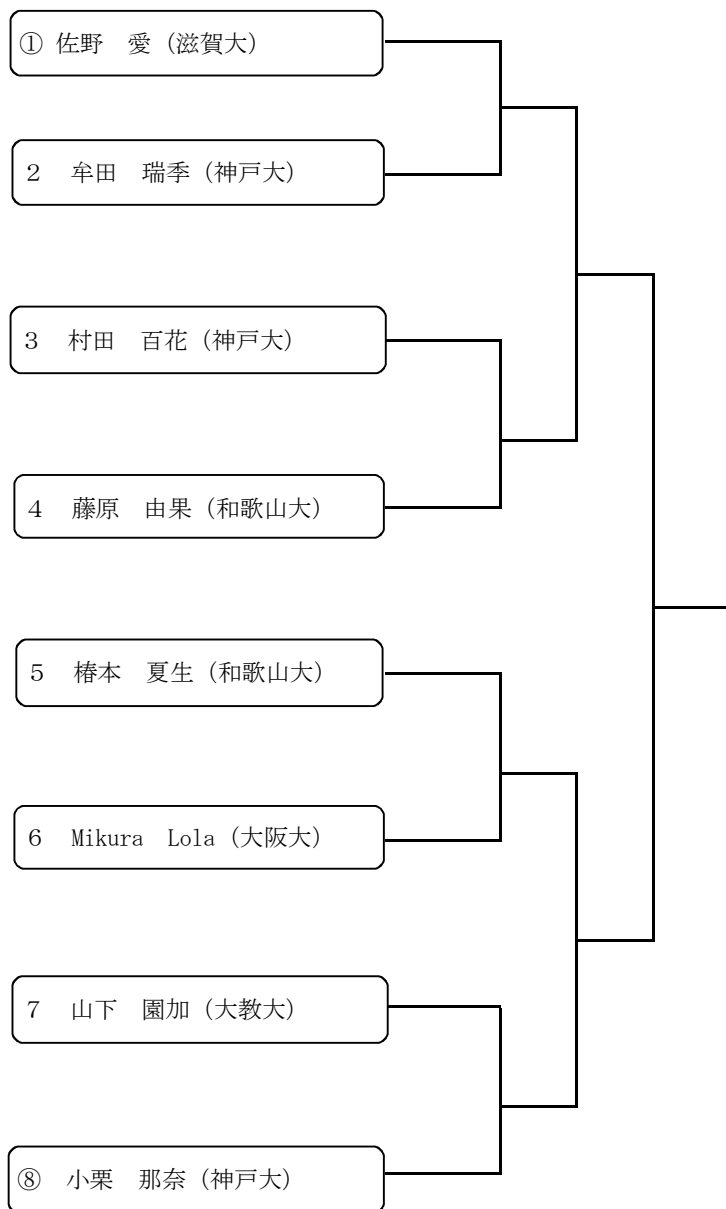 ① 佐野　愛（滋賀大）
２　牟田　瑞季（神戸大）
３　村田　百花（神戸大）
４　藤原　由果（和歌山大）
５　椿本　夏生（和歌山大）
６　Mikura　Lola（大阪大）
７　山下　園加（大教大）
⑧　小栗　那奈（神戸大）